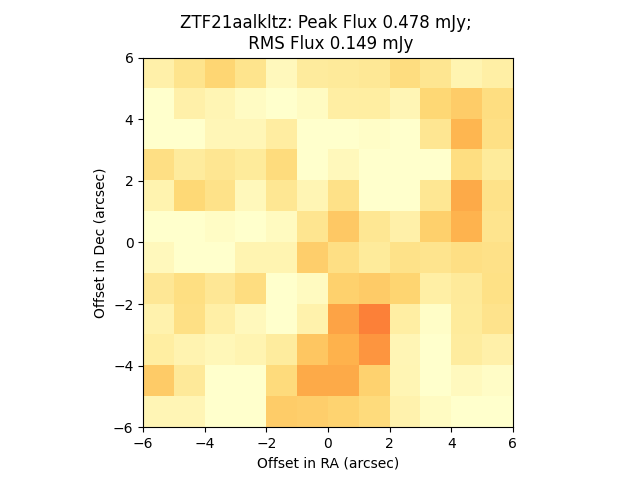 ZTF21aalkltz: Peak Flux 0.478 mJy;
RMS Flux 0.149 mJy
6
4
2
0
−2
−4
−6
Offset in Dec (arcsec)
−6 −4 −2 0 2 4 6
Offset in RA (arcsec)